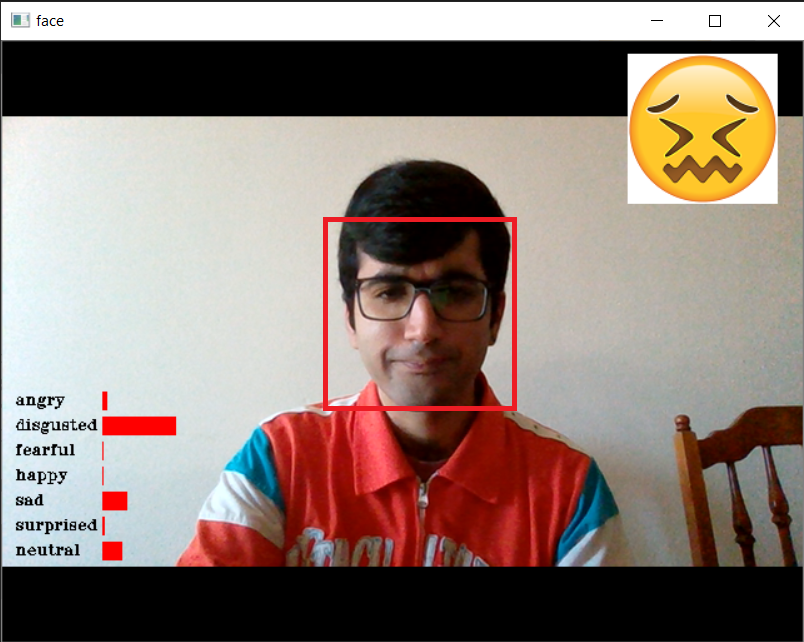 face
angry
disgusted
fearful
happy
sad
surprised
neutral